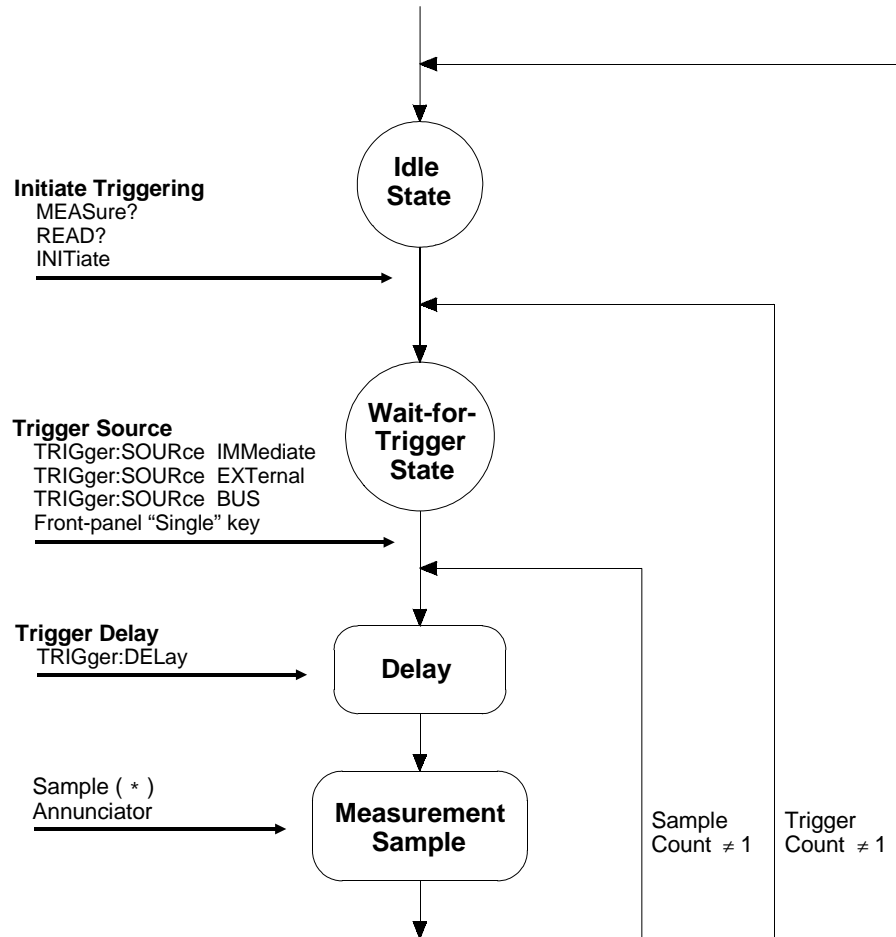 Idle
State
Initiate Triggering
MEASure?
READ?
INITiate
Wait-for-
Trigger
State
Trigger Source
TRIGger:SOURce IMMediate
TRIGger:SOURce EXTernal
TRIGger:SOURce BUS
Front-panel “Single” key
Trigger Delay
TRIGger:DELay
Delay
Sample ( * )
Annunciator
Measurement
Sample
Sample
Count ≠ 1
Trigger
Count ≠ 1